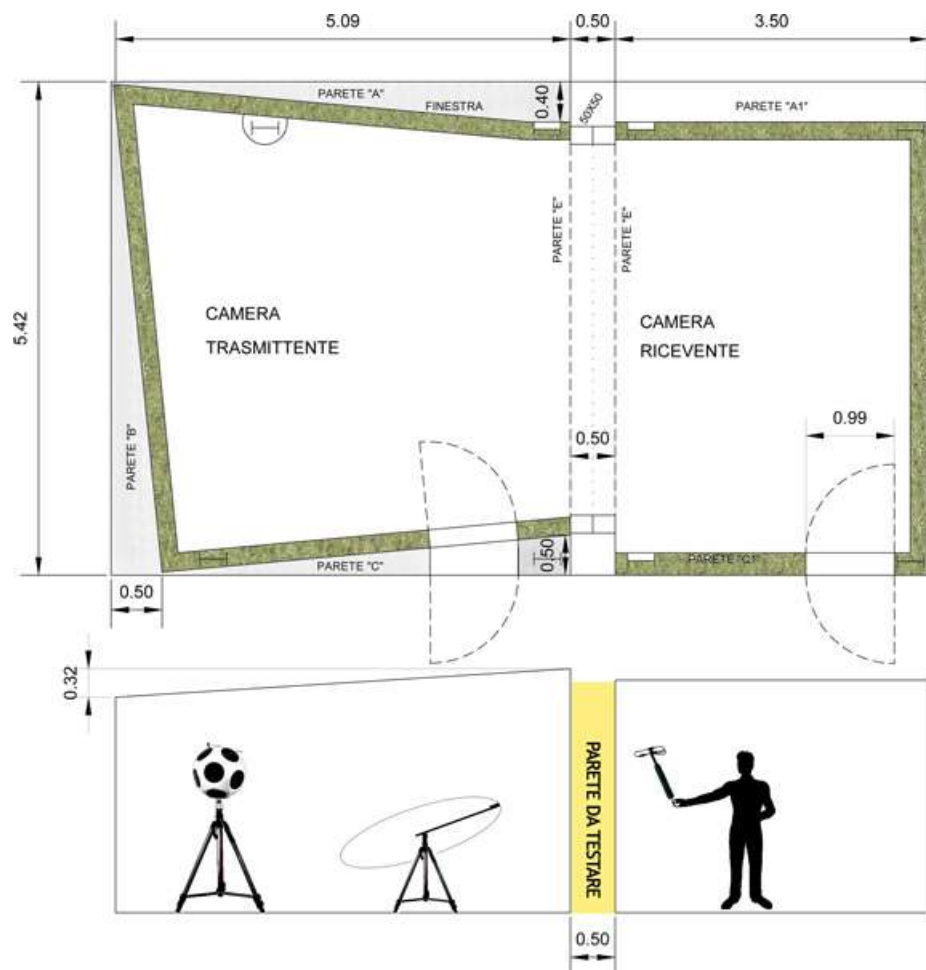 5.09
0.50
3.50
PARETE "A"
FINESTRA
0.40
50X50
PARETE "A1"
5.42
PARETE "E"
PARETE "E"
CAMERA
TRASMITTENTE
CAMERA
RICEVENTE
PARETE "B"
0.50
0.99
PARETE "C"
0.50
PARETE "C1"
0.50
0.32
PARETE DA TESTARE
0.50